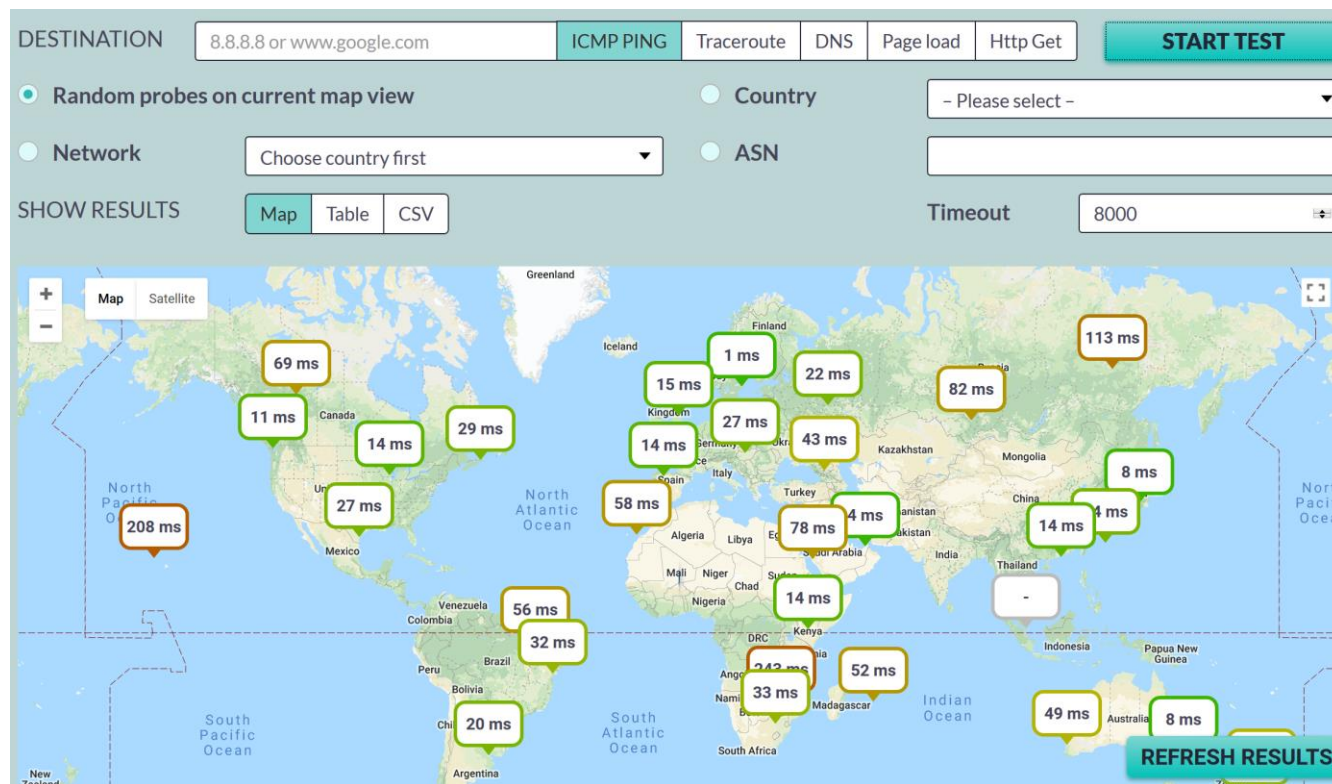 DESTINATION
8.8.8.8 or www.google.com
ICMP PING
Traceroute
DNS
Page load
Http Get
START TEST
Random probes on current map view
Country
– Please select –
Network
Choose country first
ASN
SHOW RESULTS
Map
Table
CSV
Timeout
8000
+
−
Map
Satellite
Greenland
Iceland
Finland
113 ms
69 ms
1 ms
15 ms
22 ms
82 ms
Canada
11 ms
14 ms
29 ms
27 ms
14 ms
43 ms
Kazakhstan
Mongolia
Italy
Spain
Turkey
China
8 ms
North
Pacific
208 ms
27 ms
North
Atlantic
Ocean
58 ms
78 ms
4 ms
14 ms
4 ms
Algeria
Libya
Saudi Arabia
India
Mexico
Mali
Niger
Chad
Thailand
-
Nigeria
14 ms
Venezuela
Colombia
56 ms
32 ms
DRC
Kenya
Indonesia
Papua New
Guinea
Peru
Brazil
Bolivia
243 ms
33 ms
52 ms
Madagascar
20 ms
South
Pacific
Ocean
South
Atlantic
Ocean
Indian
Ocean
49 ms
Australia
8 ms
South Africa
Argentina
New
Zealand
REFRESH RESULTS